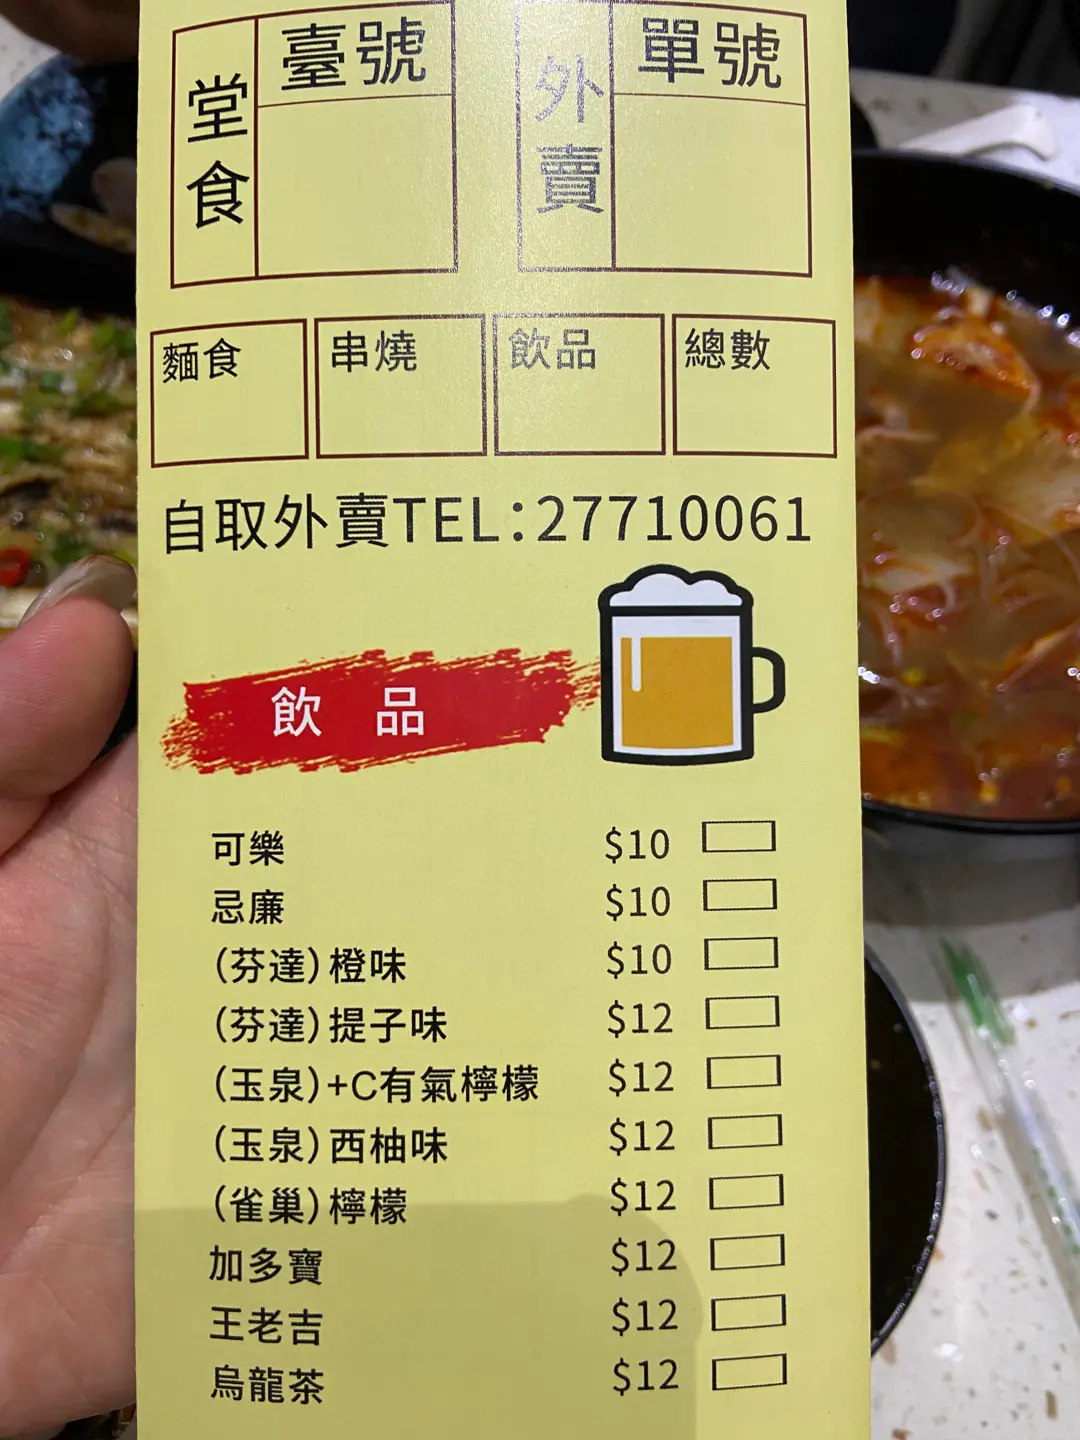 堂食
臺號
外賣
單號
麵食
串燒
飲品
總數
自取外賣TEL:27710061
飲 品
可樂 $10
忌廉 $10
(芬達)橙味 $10
(芬達)提子味 $12
(玉泉)+C有氣檸檬 $12
(玉泉)西柚味 $12
(雀巢)檸檬 $12
加多寶 $12
王老吉 $12
烏龍茶 $12